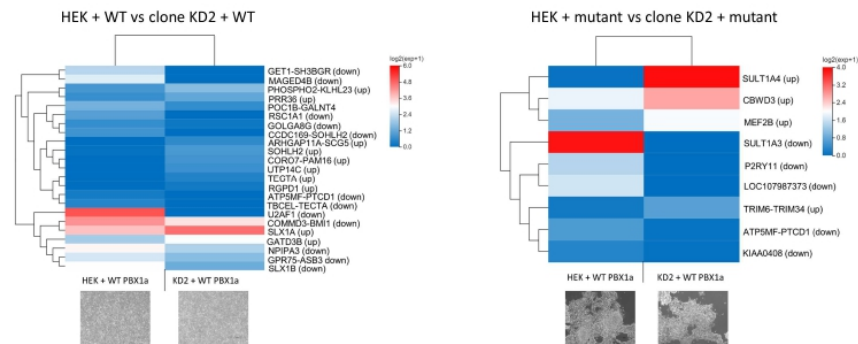 HEK + WT vs clone KD2 + WT
log2(exp+1)
6.0
4.8
3.6
2.4
1.2
0.0
GET1-SH3BGR (down)
MAGED4B (down)
PHOSPHO2-KLHL23 (up)
PRR36 (up)
POC1B-GALNT4
RSC1A1 (down)
GOLGA8G (down)
CCDC169-SOHLH2 (down)
ARHGAP11A-SCG5 (up)
SOHLH2 (up)
CORO7-PAM16 (up)
UTP14C (up)
TEGTA (up)
RGPD1 (up)
ATP5MF-PTCD1 (down)
TBCEL-TECTA (down)
U2AF1 (down)
COMMD3-BMI1 (down)
SLX1A (up)
GATD3B (up)
NPIPA3 (down)
GPR75-ASB3 down)
SLX1B (down)
HEK + WT PBX1a
KD2 + WT PBX1a
HEK + mutant vs clone KD2 + mutant
log2(exp+1)
4.0
3.2
2.4
1.6
0.8
0.0
SULT1A4 (up)
CBWD3 (up)
MEF2B (up)
SULT1A3 (down)
P2RY11 (down)
LOC107987373 (down)
TRIM6-TRIM34 (up)
ATP5MF-PTCD1 (down)
KIAA0408 (down)
HEK + WT PBX1a
KD2 + WT PBX1a